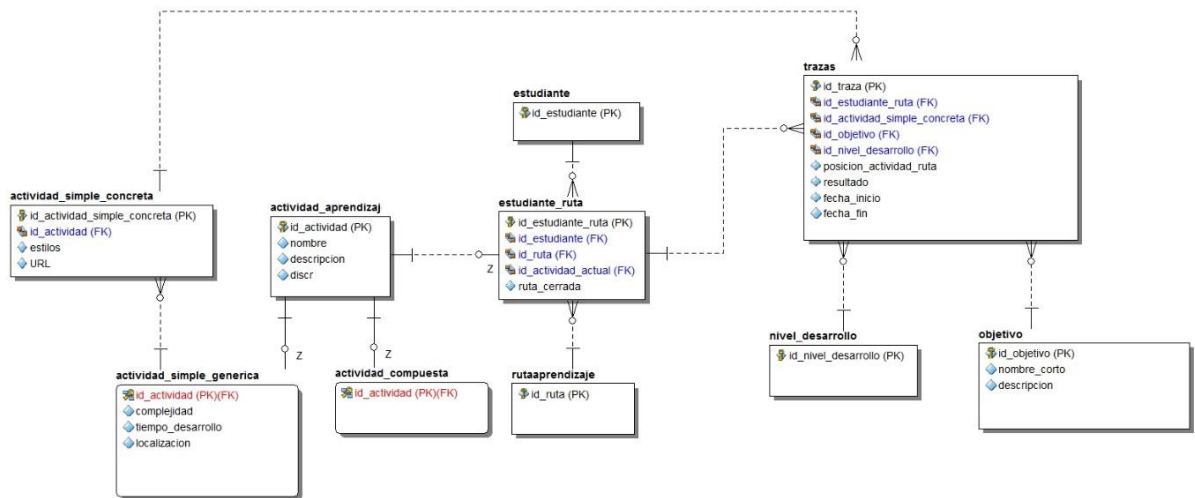 trazas
id_traza (PK)
id_estudiante_ruta (FK)
id_actividad_simple_concreta (FK)
id_objetivo (FK)
id_nivel_desarrollo (FK)
posicion_actividad_ruta
resultado
fecha_inicio
fecha_fin
estudiante
id_estudiante (PK)
actividad_simple_concreta
id_actividad_simple_concreta (PK)
id_actividad (FK)
estilos
URL
actividad_aprendizaj
id_actividad (PK)
nombre
descripcion
discr
estudiante_ruta
id_estudiante_ruta (PK)
id_estudiante (FK)
id_ruta (FK)
id_actividad_actual (FK)
ruta_cerrada
Z
Z
Z
actividad_simple_generica
id_actividad (PK)(FK)
complejidad
tiempo_desarrollo
localizacion
actividad_compuesta
id_actividad (PK)(FK)
rutaaprendizaje
id_ruta (PK)
nivel_desarrollo
id_nivel_desarrollo (PK)
objetivo
id_objetivo (PK)
nombre_corto
descripcion